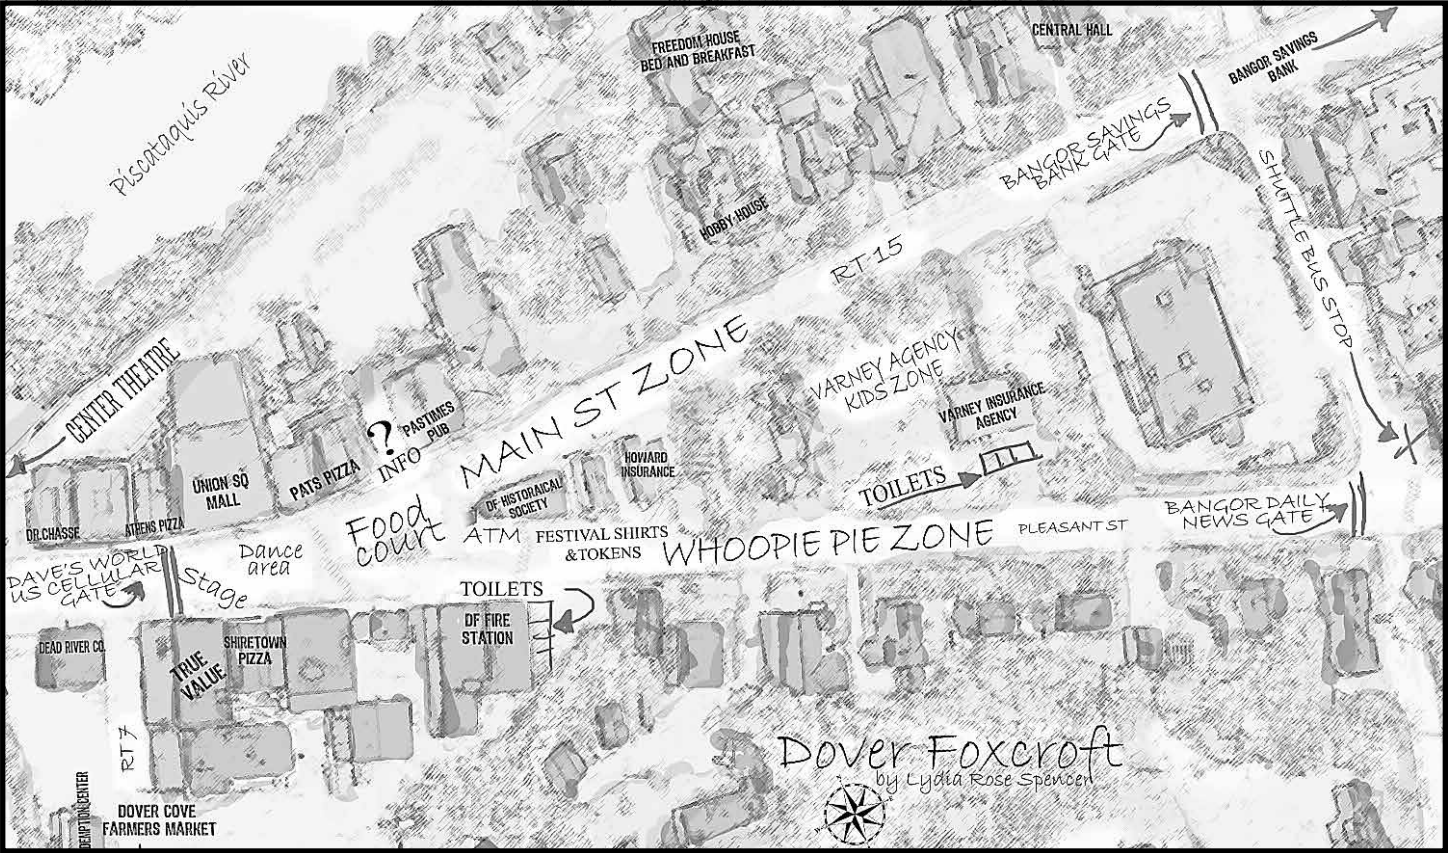 Piscataquis River
FREEDOM HOUSE
BED AND BREAKFAST
CENTRAL HALL
BANGOR SAVINGS
BANK
BANGOR SAVINGS
BANK GATE
SHUTTLE BUS STOP
HOBBY HOUSE
RT 15
MAIN ST ZONE
VARNEY AGENCY
KIDS ZONE
VARNEY INSURANCE
AGENCY
CENTER THEATRE
UNION SQ
MALL
PATS PIZZA
?
INFO
PASTIMES
PUB
HOWARD
INSURANCE
DF HISTORAICAL
SOCIETY
TOILETS
DR.CHASSE
ATHENS PIZZA
Dance
area
Food
court
ATM
FESTIVAL SHIRTS
&TOKENS
WHOOPIE PIE ZONE
PLEASANT ST
BANGOR DAILY
NEWS GATE
X
DAVE'S WORLD
US CELLULAR
GATE
Stage
TOILETS
DF FIRE
STATION
DEAD RIVER CO.
TRUE
VALUE
SHIRETOWN
PIZZA
RT 7
DOVER COVE
FARMERS MARKET
Dover Foxcroft
by Lydia Rose Spencer